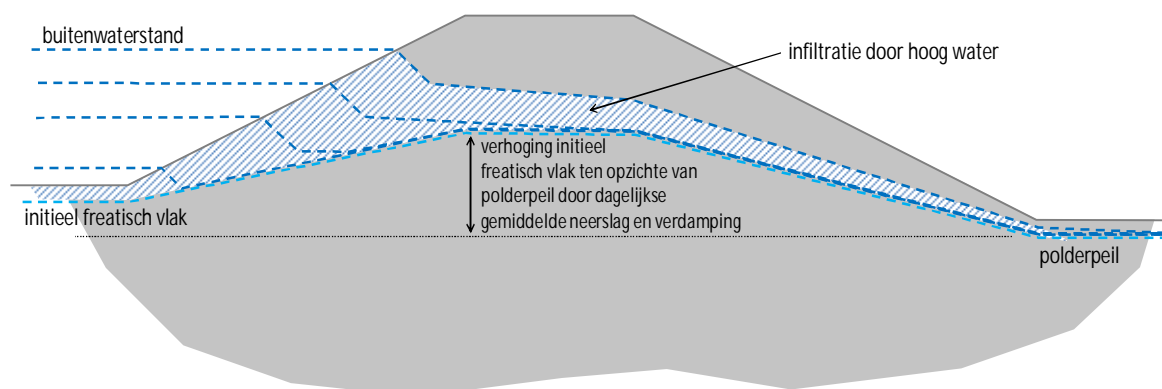 buitenwaterstand
infiltratie door hoog water
verhoging initieel
freatisch vlak ten opzichte van
polderpeil door dagelijkse
gemiddelde neerslag en verdamping
initieel freatisch vlak
polderpeil